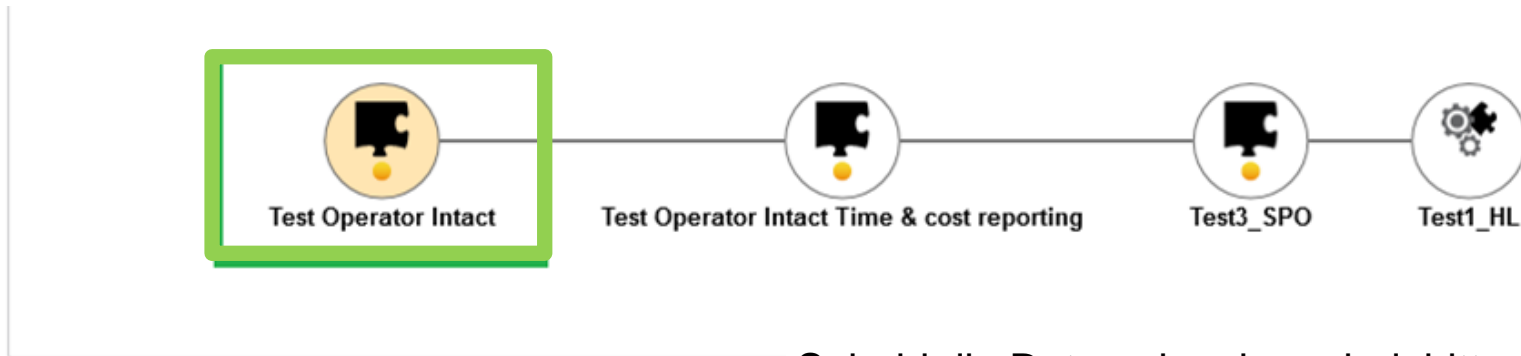 Test Operator Intact
Test Operator Intact Time & cost reporting
Test3_SPO
Test1_HL